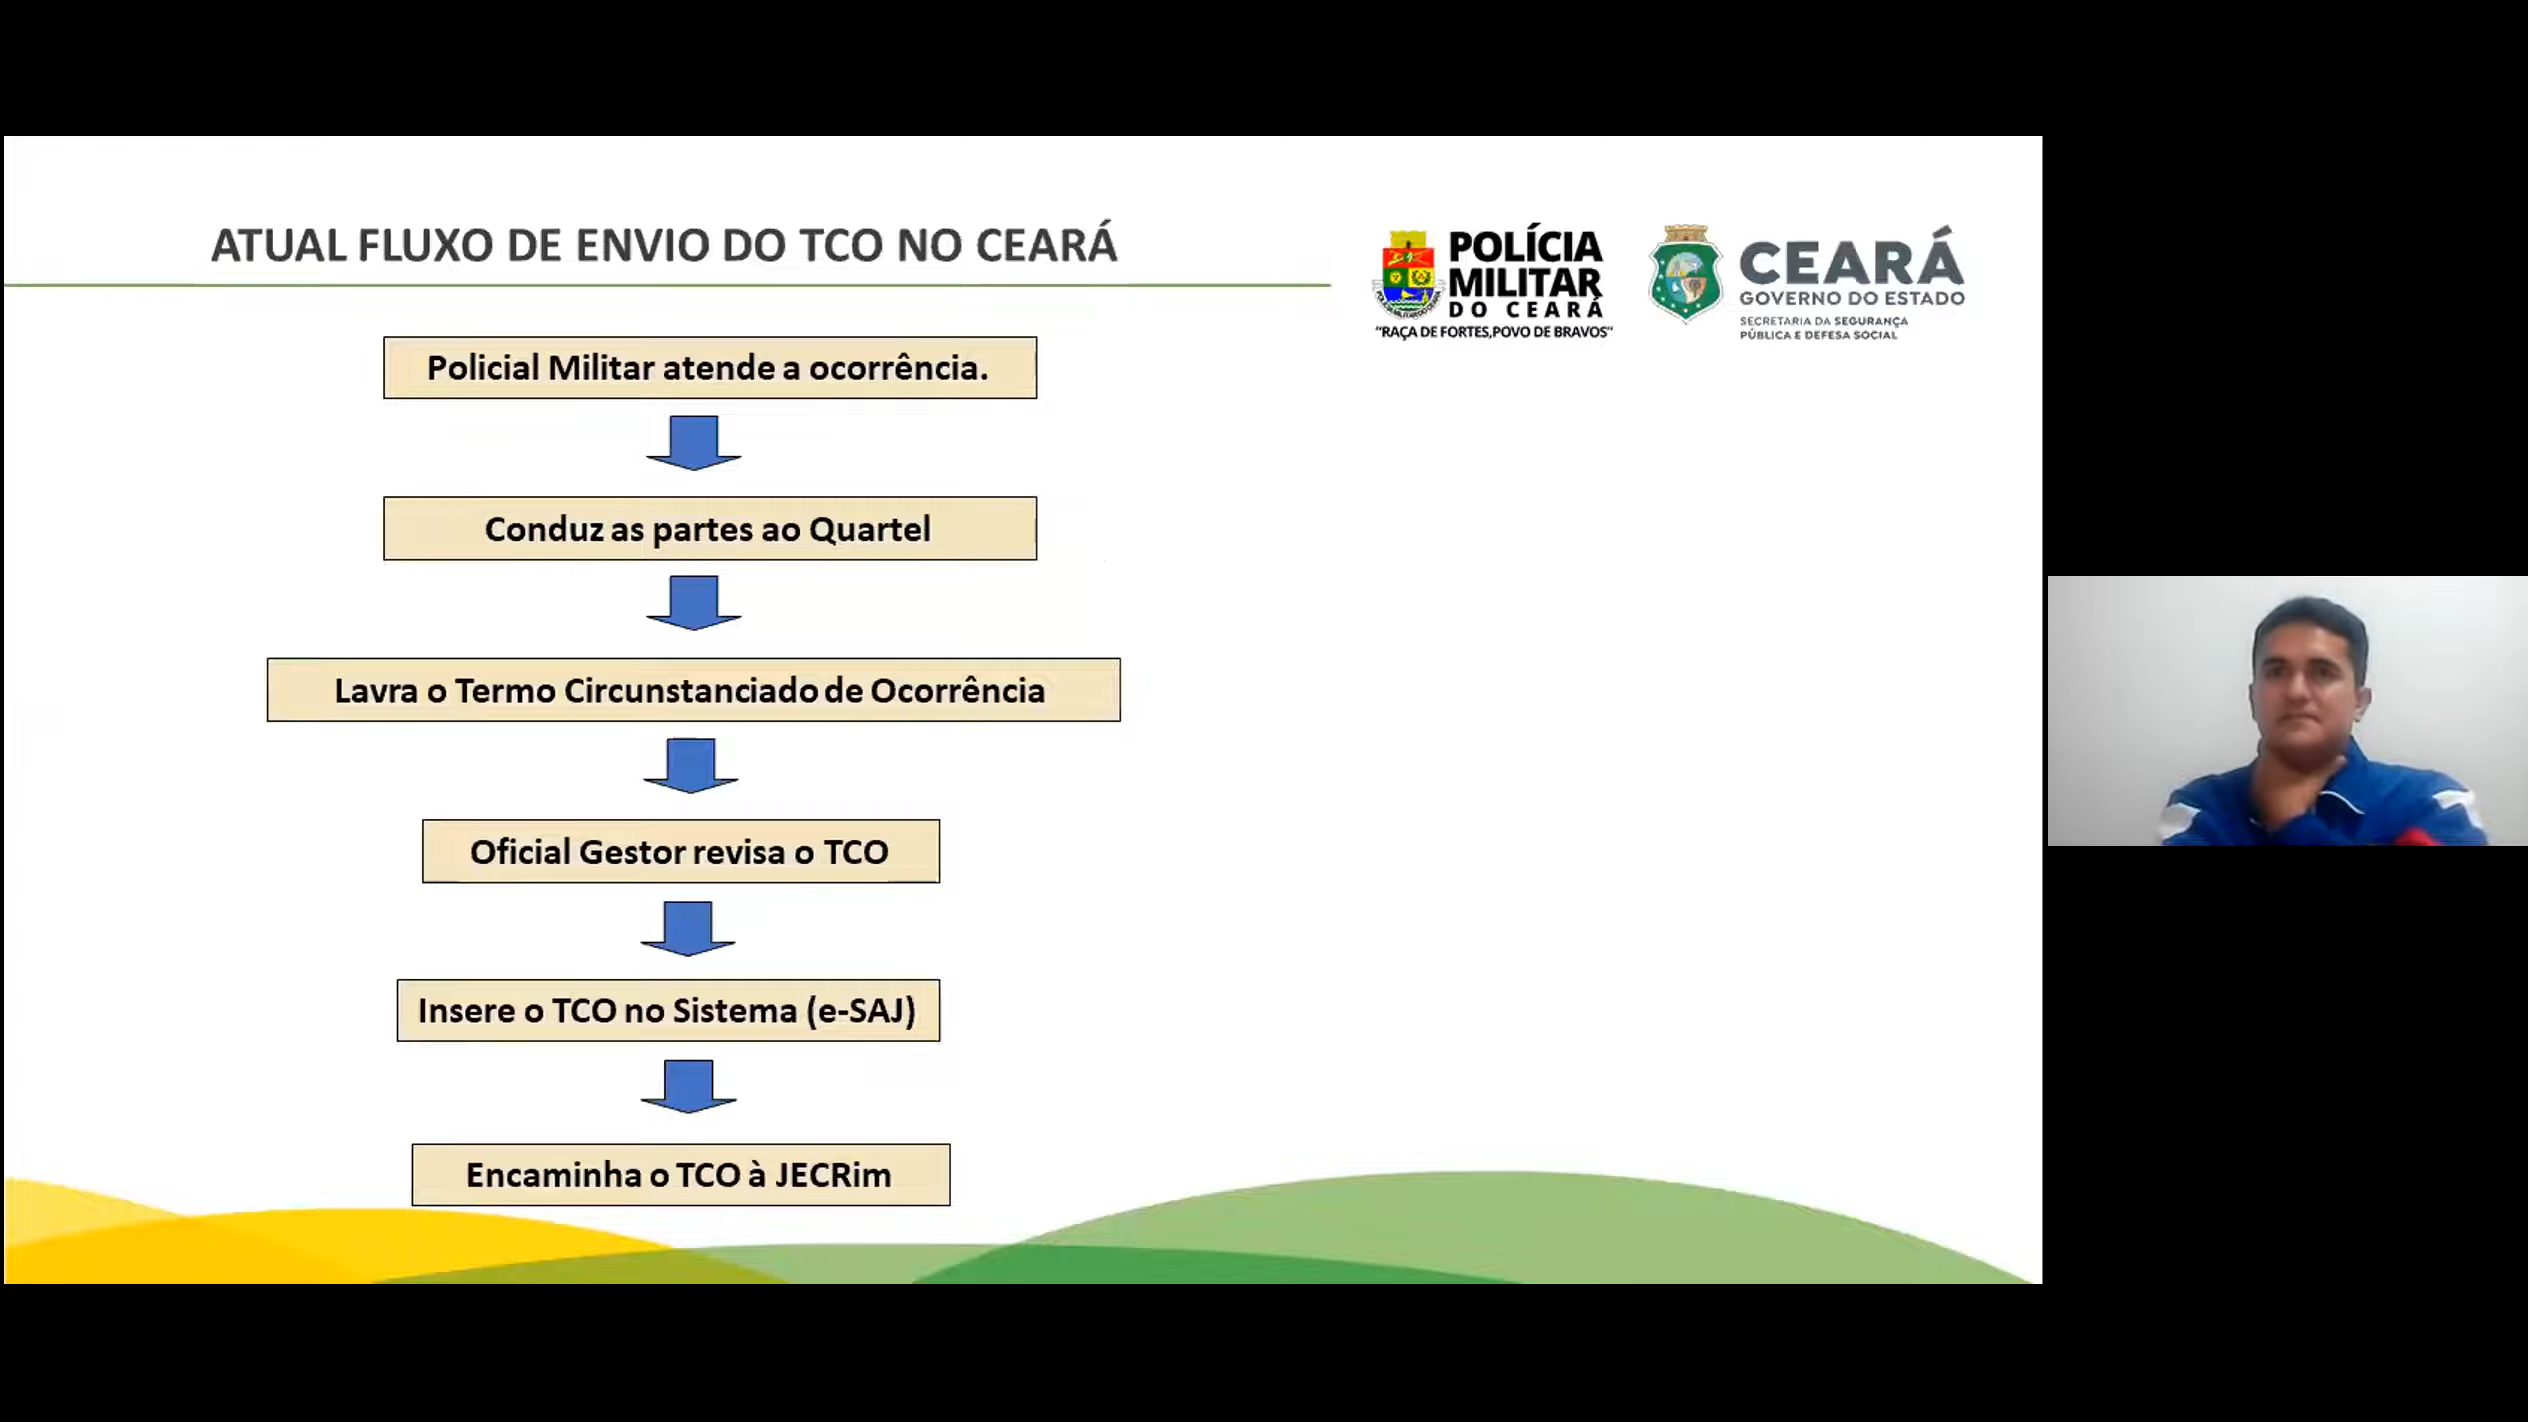 ATUAL FLUXO DE ENVIO DO TCO NO CEARÁ
POLÍCIA
MILITAR
DO CEARÁ
"RAÇA DE FORTES,POVO DE BRAVOS"
CEARÁ
GOVERNO DO ESTADO
SECRETARIA DA SEGURANÇA
PÚBLICA E DEFESA SOCIAL
Policial Militar atende a ocorrência.
Conduz as partes ao Quartel
Lavra o Termo Circunstanciado de Ocorrência
Oficial Gestor revisa o TCO
Insere o TCO no Sistema (e-SAJ)
Encaminha o TCO à JECRim